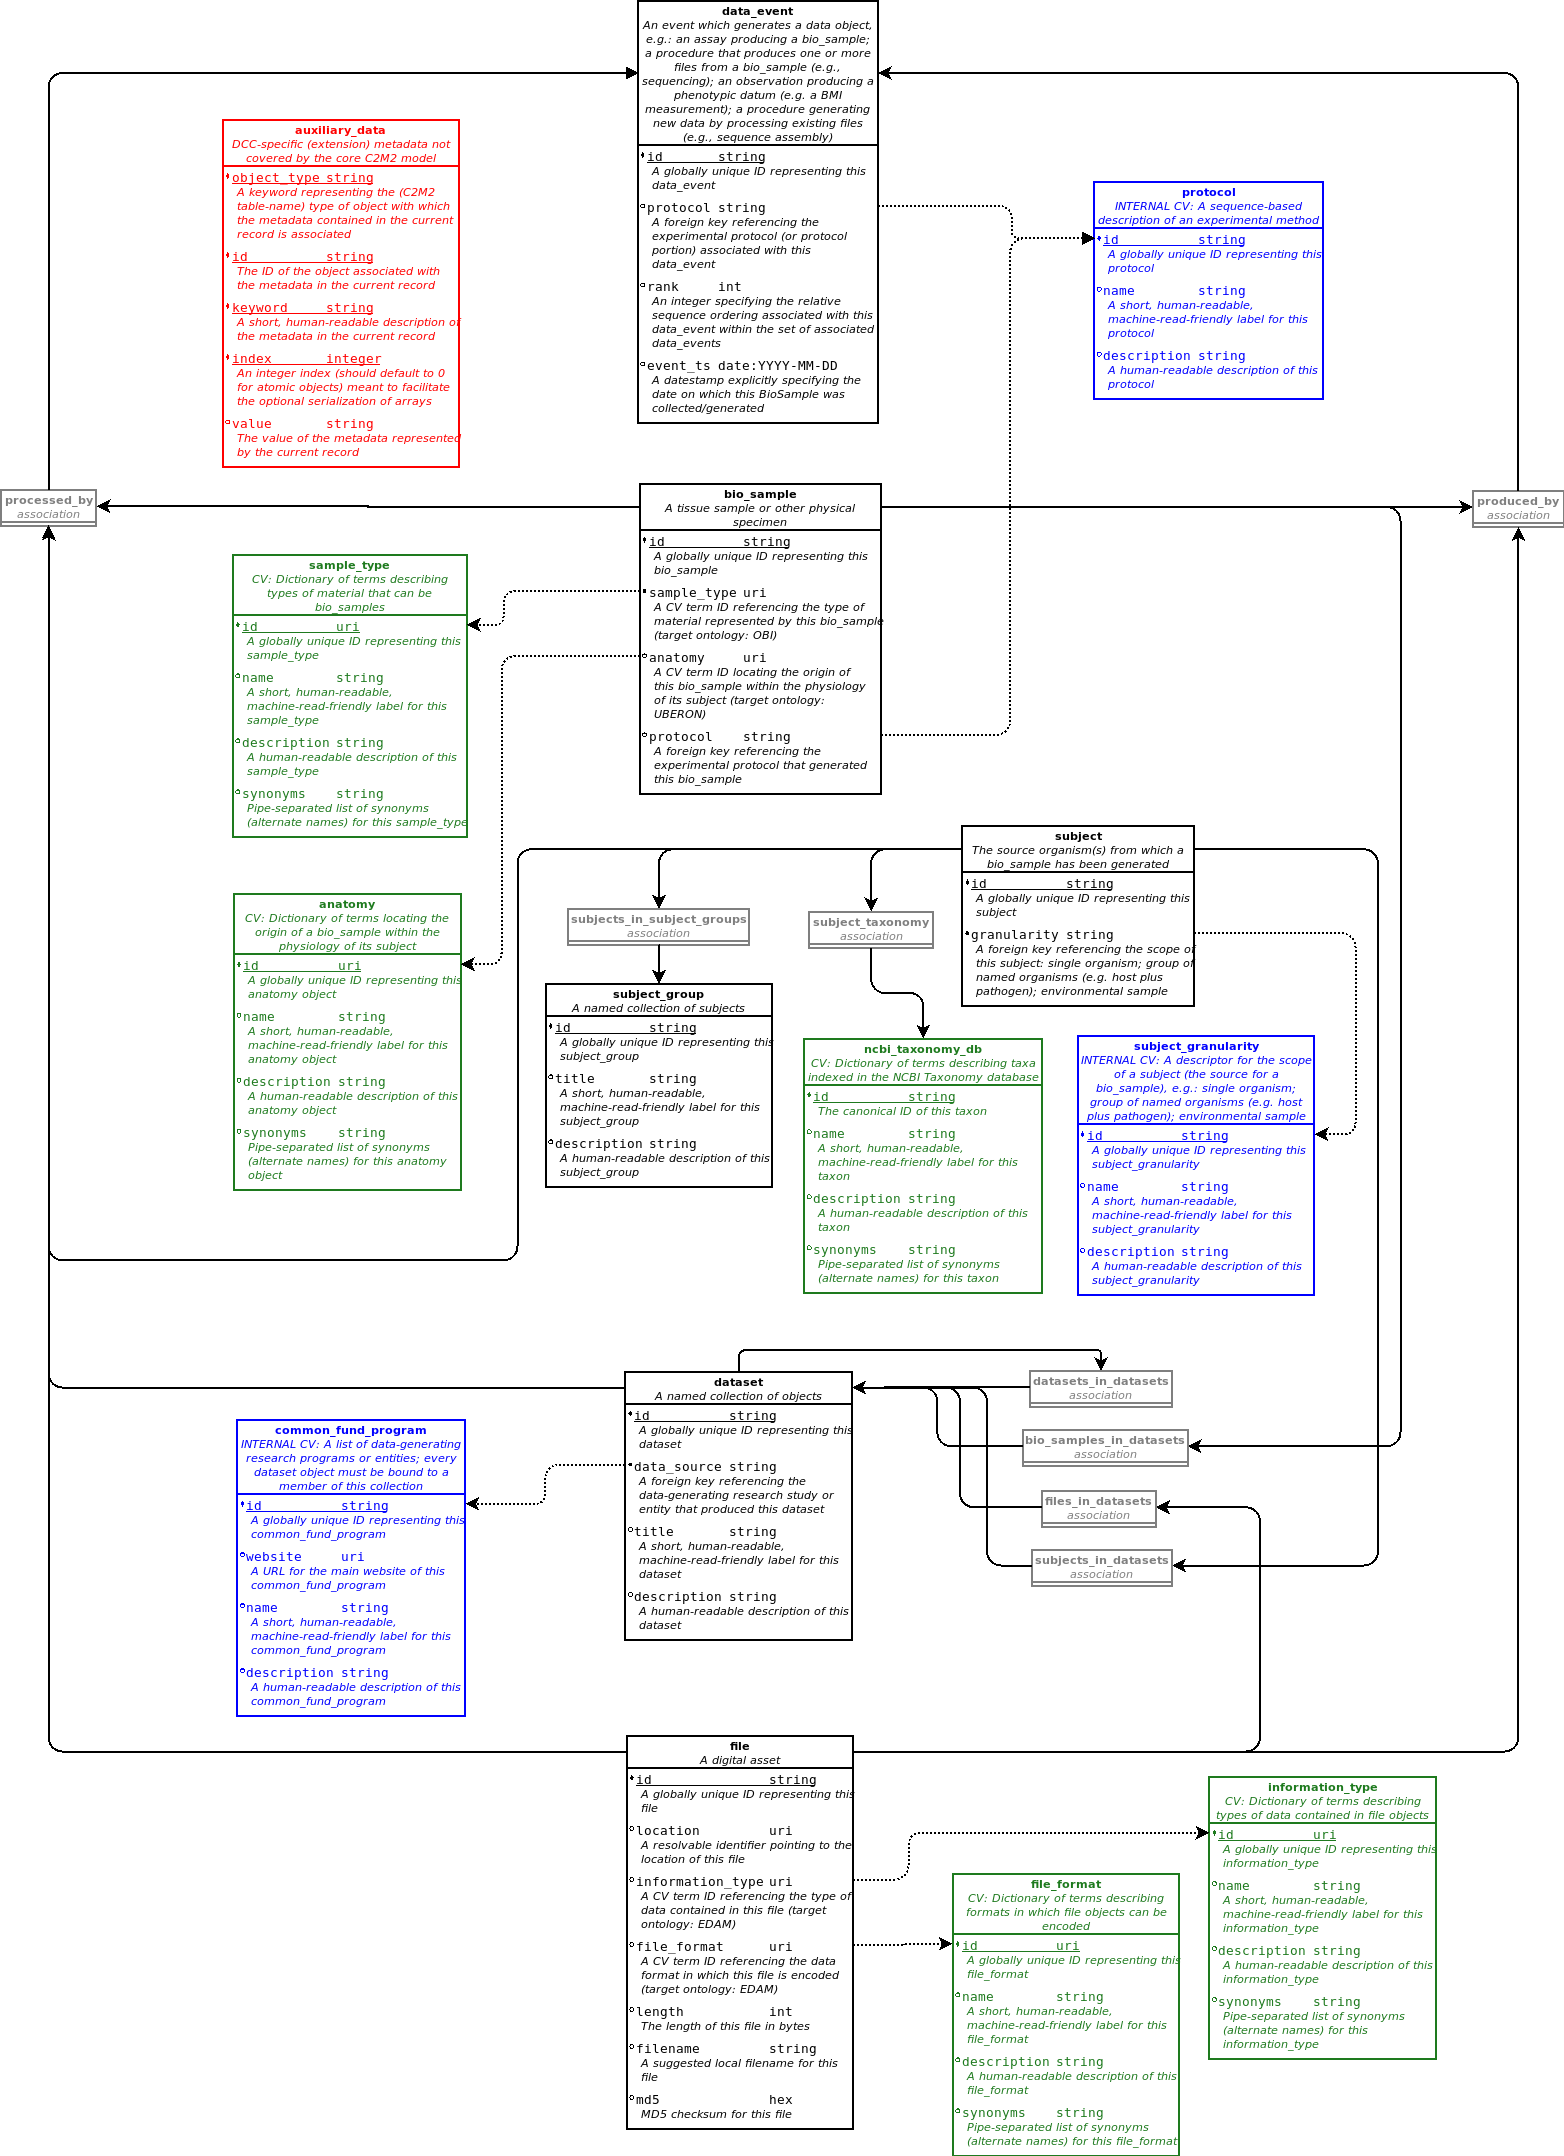 data_event
An event which generates a data object,
e.g.: an assay producing a bio_sample;
a procedure that produces one or more
files from a bio_sample (e.g.,
sequencing); an observation producing a
phenotypic datum (e.g. a BMI
measurement); a procedure generating
new data by processing existing files
(e.g., sequence assembly)
id string
A globally unique ID representing this
data_event
protocol string
A foreign key referencing the
experimental protocol (or protocol
portion) associated with this
data_event
rank int
An integer specifying the relative
sequence ordering associated with this
data_event within the set of associated
data_events
event_ts date:YYYY-MM-DD
A datestamp explicitly specifying the
date on which this BioSample was
collected/generated
auxiliary_data
DCC-specific (extension) metadata not
covered by the core C2M2 model
object_type string
A keyword representing the (C2M2
table-name) type of object with which
the metadata contained in the current
record is associated
id string
The ID of the object associated with
the metadata in the current record
keyword string
A short, human-readable description of
the metadata in the current record
index integer
An integer index (should default to 0
for atomic objects) meant to facilitate
the optional serialization of arrays
value string
The value of the metadata represented
by the current record
protocol
INTERNAL CV: A sequence-based
description of an experimental method
id string
A globally unique ID representing this
protocol
name string
A short, human-readable,
machine-read-friendly label for this
protocol
description string
A human-readable description of this
protocol
processed_by
association
bio_sample
A tissue sample or other physical
specimen
id string
A globally unique ID representing this
bio_sample
sample_type uri
A CV term ID referencing the type of
material represented by this bio_sample
(target ontology: OBI)
anatomy uri
A CV term ID locating the origin of
this bio_sample within the physiology
of its subject (target ontology:
UBERON)
protocol string
A foreign key referencing the
experimental protocol that generated
this bio_sample
produced_by
association
sample_type
CV: Dictionary of terms describing
types of material that can be
bio_samples
id uri
A globally unique ID representing this
sample_type
name string
A short, human-readable,
machine-read-friendly label for this
sample_type
description string
A human-readable description of this
sample_type
synonyms string
Pipe-separated list of synonyms
(alternate names) for this sample_type
subject
The source organism(s) from which a
bio_sample has been generated
id string
A globally unique ID representing this
subject
granularity string
A foreign key referencing the scope of
this subject: single organism; group of
named organisms (e.g. host plus
pathogen); environmental sample
anatomy
CV: Dictionary of terms locating the
origin of a bio_sample within the
physiology of its subject
id uri
A globally unique ID representing this
anatomy object
name string
A short, human-readable,
machine-read-friendly label for this
anatomy object
description string
A human-readable description of this
anatomy object
synonyms string
Pipe-separated list of synonyms
(alternate names) for this anatomy
object
subjects_in_subject_groups
association
subject_taxonomy
association
subject_group
A named collection of subjects
id string
A globally unique ID representing this
subject_group
title string
A short, human-readable,
machine-read-friendly label for this
subject_group
description string
A human-readable description of this
subject_group
ncbi_taxonomy_db
CV: Dictionary of terms describing taxa
indexed in the NCBI Taxonomy database
id string
The canonical ID of this taxon
name string
A short, human-readable,
machine-read-friendly label for this
taxon
description string
A human-readable description of this
taxon
synonyms string
Pipe-separated list of synonyms
(alternate names) for this taxon
subject_granularity
INTERNAL CV: A descriptor for the scope
of a subject (the source for a
bio_sample), e.g.: single organism;
group of named organisms (e.g. host
plus pathogen); environmental sample
id string
A globally unique ID representing this
subject_granularity
name string
A short, human-readable,
machine-read-friendly label for this
subject_granularity
description string
A human-readable description of this
subject_granularity
dataset
A named collection of objects
id string
A globally unique ID representing this
dataset
data_source string
A foreign key referencing the
data-generating research study or
entity that produced this dataset
title string
A short, human-readable,
machine-read-friendly label for this
dataset
description string
A human-readable description of this
dataset
datasets_in_datasets
association
bio_samples_in_datasets
association
files_in_datasets
association
subjects_in_datasets
association
common_fund_program
INTERNAL CV: A list of data-generating
research programs or entities; every
dataset object must be bound to a
member of this collection
id string
A globally unique ID representing this
common_fund_program
website uri
A URL for the main website of this
common_fund_program
name string
A short, human-readable,
machine-read-friendly label for this
common_fund_program
description string
A human-readable description of this
common_fund_program
file
A digital asset
id string
A globally unique ID representing this
file
location uri
A resolvable identifier pointing to the
location of this file
information_type uri
A CV term ID referencing the type of
data contained in this file (target
ontology: EDAM)
file_format uri
A CV term ID referencing the data
format in which this file is encoded
(target ontology: EDAM)
length int
The length of this file in bytes
filename string
A suggested local filename for this
file
md5 hex
MD5 checksum for this file
information_type
CV: Dictionary of terms describing
types of data contained in file objects
id uri
A globally unique ID representing this
information_type
name string
A short, human-readable,
machine-read-friendly label for this
information_type
description string
A human-readable description of this
information_type
synonyms string
Pipe-separated list of synonyms
(alternate names) for this
information_type
file_format
CV: Dictionary of terms describing
formats in which file objects can be
encoded
id uri
A globally unique ID representing this
file_format
name string
A short, human-readable,
machine-read-friendly label for this
file_format
description string
A human-readable description of this
file_format
synonyms string
Pipe-separated list of synonyms
(alternate names) for this file_format